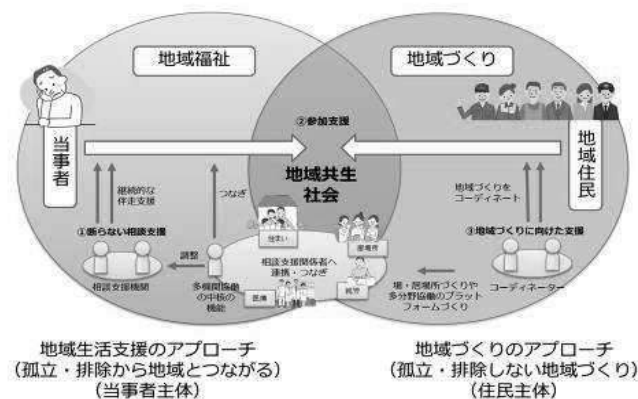 地域福祉
地域づくり
②参加支援
当事者
地域住民
地域共生
社会
継続的な
伴走支援
つなぎ
地域づくりを
コーディネート
①断らない相談支援
③地域づくりに向けた支援
住まい
居場所
調整
相談支援関係者へ
連携・つなぎ
相談支援機関
多機関協働
の中核の
機能
医療
就労
場・居場所づくりや
多分野協働のプラット
フォームづくり
コーディネーター
地域生活支援のアプローチ
（孤立・排除から地域とつながる）
（当事者主体）
地域づくりのアプローチ
（孤立・排除しない地域づくり）
（住民主体）